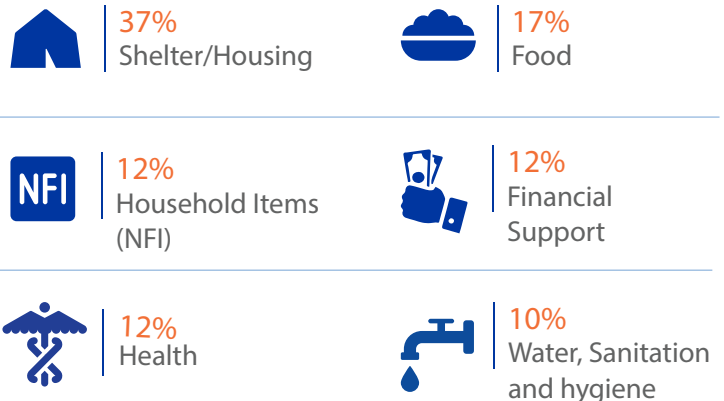 37%
Shelter/Housing
17%
Food
NFI
12%
Household Items
(NFI)
12%
Financial
Support
12%
Health
10%
Water, Sanitation
and hygiene